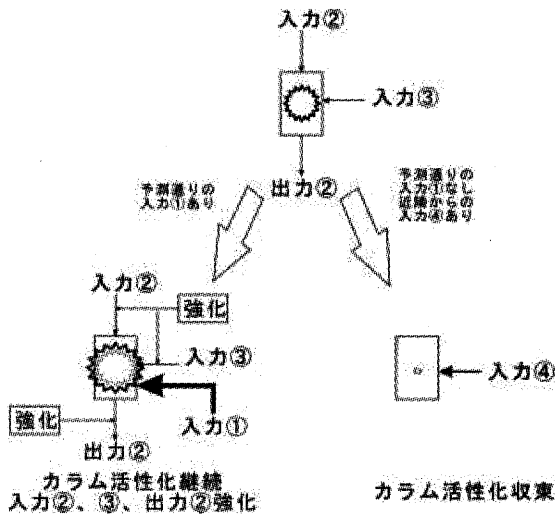 入力②
入力③
出力②
予測通りの
入力①あり
予測通りの
入力①なし
近隣からの
入力④あり
入力②
強化
入力③
入力①
強化
出力②
カラム活性化継続
入力②、③、出力②強化
入力④
カラム活性化収束